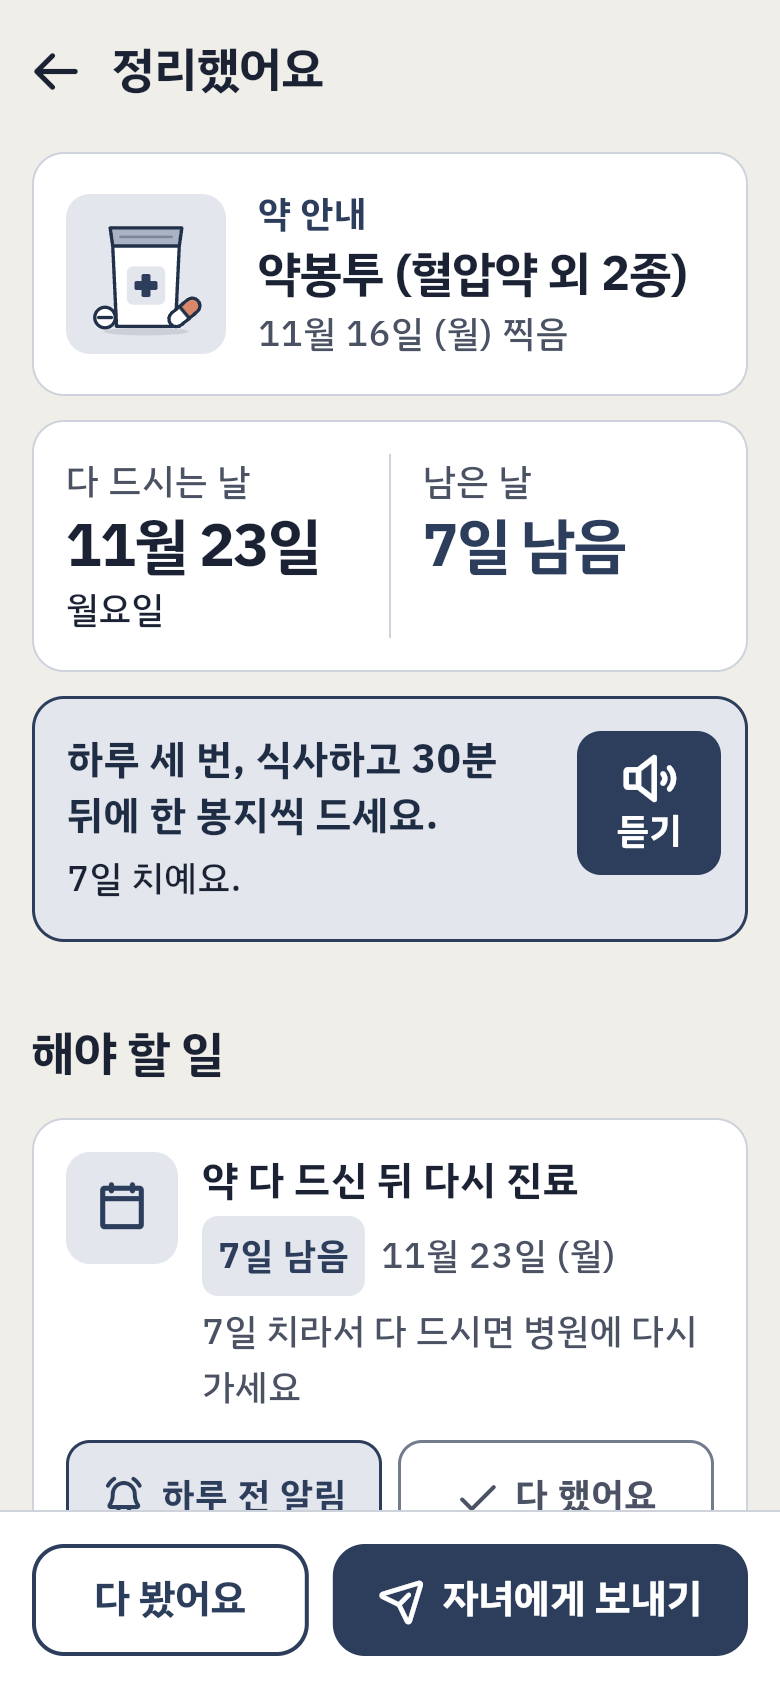 정리했어요
약 안내
약봉투 (혈압약 외 2종)
11월 16일 (월) 찍음
다 드시는 날
11월 23일
월요일
남은 날
7일 남음
하루 세 번, 식사하고 30분
뒤에 한 봉지씩 드세요.
7일 치예요.
듣기
해야 할 일
약 다 드신 뒤 다시 진료
7일 남음 11월 23일 (월)
7일 치라서 다 드시면 병원에 다시
가세요
하루 전 알림
다 했어요
다 봤어요
자녀에게 보내기